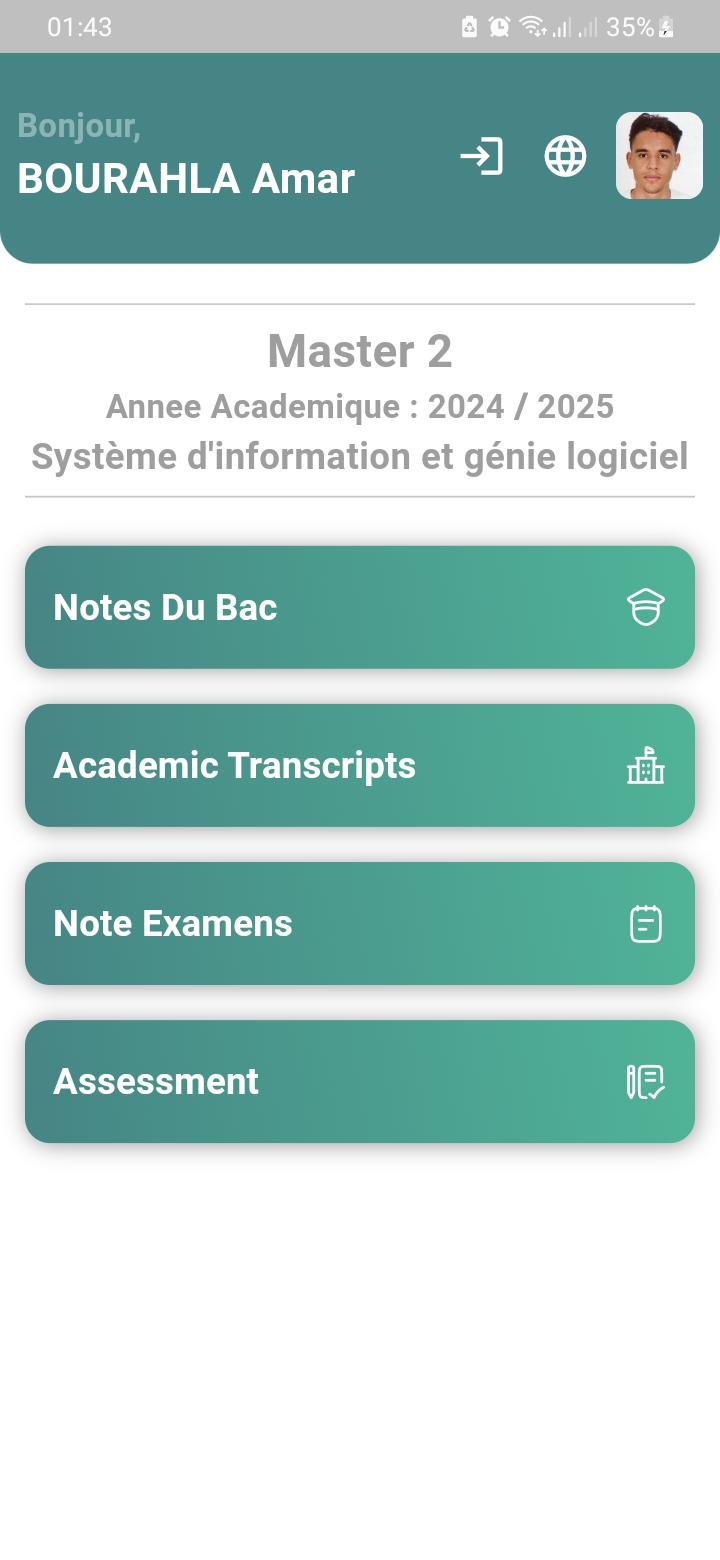 01:43
35%
Bonjour,
BOURAHLA Amar
Master 2
Annee Academique : 2024 / 2025
Système d'information et génie logiciel
Notes Du Bac
Academic Transcripts
Note Examens
Assessment